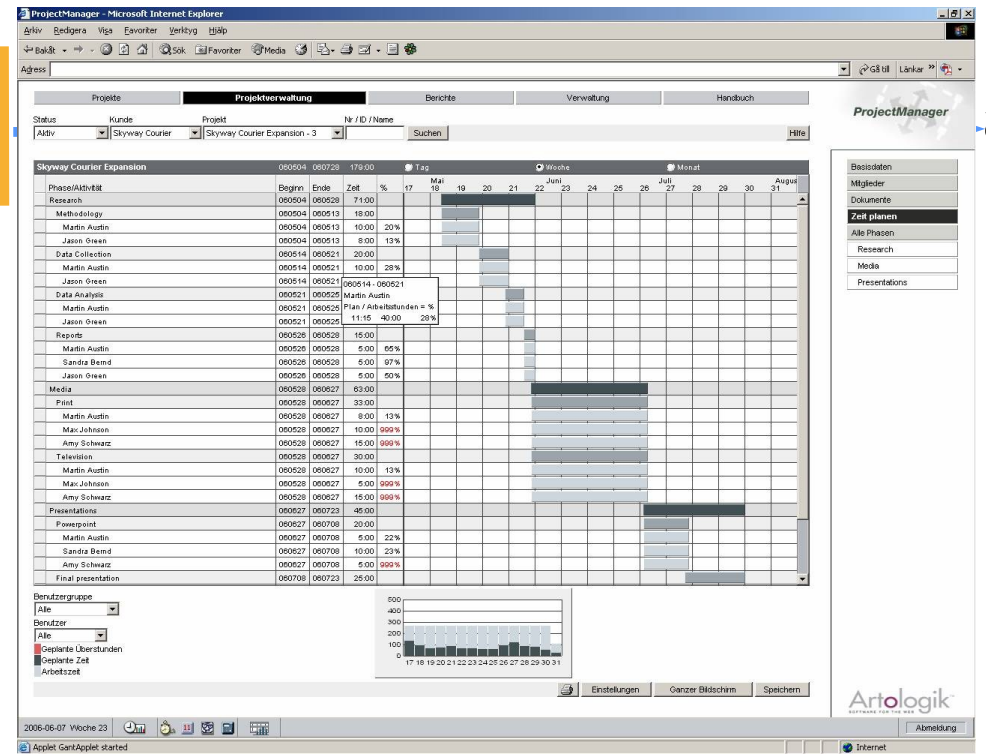 ProjectManager - Microsoft Internet Explorer
Arkiv Redigera Visa Favoriter Verktyg Hjälp
Bakåt Sök Favoriter Media
Adress Gå till Länkar »
Projekte Projektverwaltung Berichte Verwaltung Handbuch
ProjectManager
Status Kunde Projekt Nr / ID / Name
Aktiv Skyway Courier Skyway Courier Expansion - 3 Suchen Hilfe
Skyway Courier Expansion 060504 060728 179:00 Tag Woche Monat
Mai Juni Juli Augus
Phase/Aktivität Beginn Ende Zeit % 17 18 19 20 21 22 23 24 25 26 27 28 29 30 31
Research 060504 060528 71:00
Methodology 060504 060513 18:00
Martin Austin 060504 060513 10:00 20%
Jason Green 060504 060513 8:00 13%
Data Collection 060514 060521 20:00
Martin Austin 060514 060521 10:00 28%
Jason Green 060514 060521
Data Analysis 060521 060525
Martin Austin 060521 060525
Jason Green 060521 060525
060514 - 060521
Martin Austin
Plan / Arbeitsstunden = %
11:15 40:00 28%
Reports 060526 060528 15:00
Martin Austin 060526 060528 5:00 65%
Sandra Bernd 060526 060528 5:00 97%
Jason Green 060526 060528 5:00 50%
Media 060528 060627 63:00
Print 060528 060627 33:00
Martin Austin 060528 060627 8:00 13%
Max Johnson 060528 060627 10:00 999%
Amy Schwarz 060528 060627 15:00 999%
Television 060528 060627 30:00
Martin Austin 060528 060627 10:00 13%
Max Johnson 060528 060627 5:00 999%
Amy Schwarz 060528 060627 15:00 999%
Presentations 060627 060723 45:00
Powerpoint 060627 060708 20:00
Martin Austin 060627 060708 5:00 22%
Sandra Bernd 060627 060708 10:00 23%
Amy Schwarz 060627 060708 5:00 999%
Final presentation 060708 060723 25:00
Basisdaten
Mitglieder
Dokumente
Zeit planen
Alle Phasen
Research
Media
Presentations
Benutzergruppe
Alle
Benutzer
Alle
Geplante Überstunden
Geplante Zeit
Arbeitszeit
500
400
300
200
100
0
17 18 19 20 21 22 23 24 25 26 27 28 29 30 31
Einstellungen Ganzer Bildschirm Speichern
Artologik
SOFTWARE FOR THE WEB
2006-06-07 Woche 23 Abmeldung
Applet GantApplet started Internet